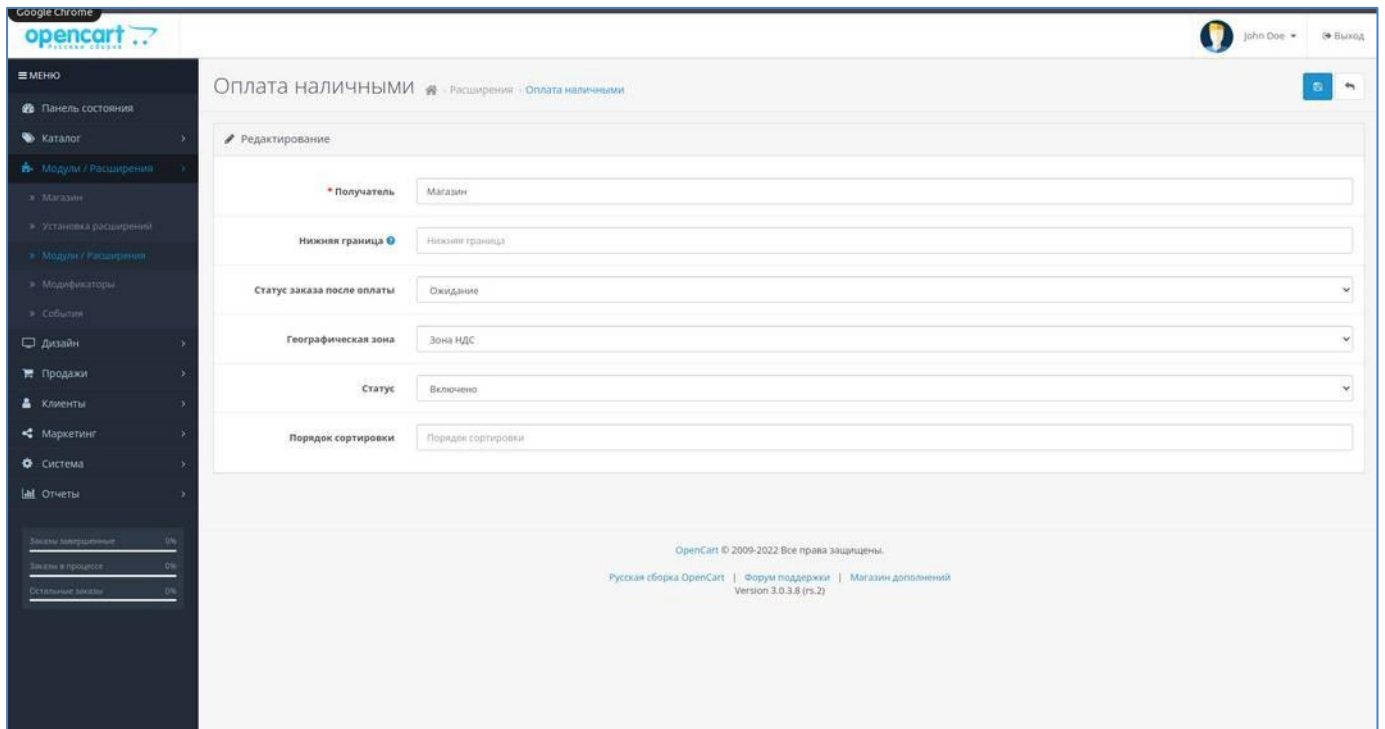 Google Chrome
opencart
Русская сборка
John Doe
Выход
МЕНЮ
Панель состояния
Каталог
Модули / Расширения
Магазин
Установка расширений
Модули / Расширения
Модификаторы
События
Дизайн
Продажи
Клиенты
Маркетинг
Система
Отчеты
Заказы завершенные 0%
Заказы в процессе 0%
Остальные заказы 0%
Оплата наличными
Расширения
Оплата наличными
Редактирование
* Получатель Магазин
Нижняя граница Нижняя граница
Статус заказа после оплаты Ожидание
Географическая зона Зона НДС
Статус Включено
Порядок сортировки Порядок сортировки
OpenCart © 2009-2022 Все права защищены.
Русская сборка OpenCart | Форум поддержки | Магазин дополнений
Version 3.0.3.8 (rs.2)